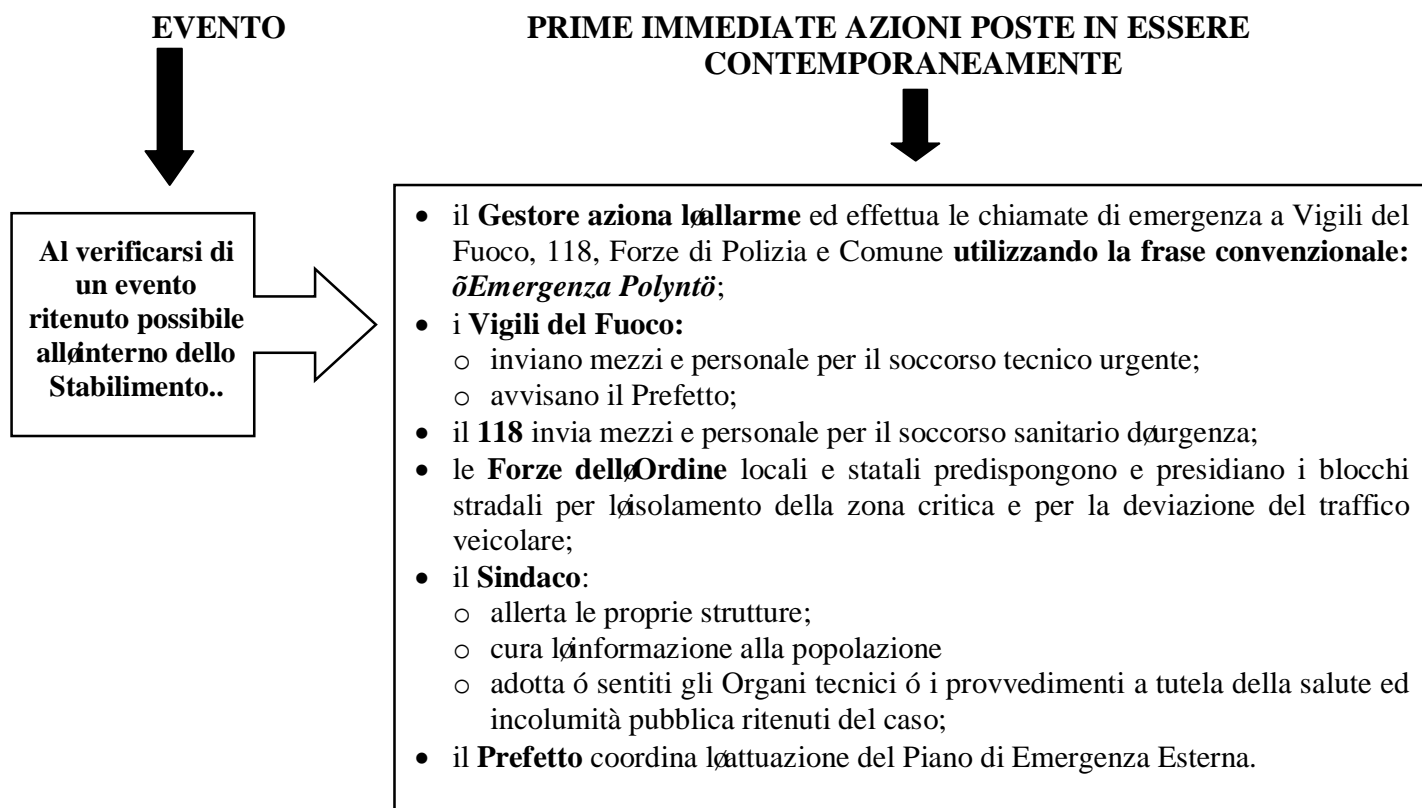 EVENTO
PRIME IMMEDIATE AZIONI POSTE IN ESSERE
CONTEMPORANEAMENTE
Al verificarsi di
un evento
ritenuto possibile
alløinterno dello
Stabilimento..
• il Gestore aziona løallarme ed effettua le chiamate di emergenza a Vigili del
Fuoco, 118, Forze di Polizia e Comune utilizzando la frase convenzionale:
õEmergenza Polyntö;
• i Vigili del Fuoco:
o inviano mezzi e personale per il soccorso tecnico urgente;
o avvisano il Prefetto;
• il 118 invia mezzi e personale per il soccorso sanitario døurgenza;
• le Forze delløOrdine locali e statali predispongono e presidiano i blocchi
stradali per løisolamento della zona critica e per la deviazione del traffico
veicolare;
• il Sindaco:
o allerta le proprie strutture;
o cura løinformazione alla popolazione
o adotta ó sentiti gli Organi tecnici ó i provvedimenti a tutela della salute ed
incolumità pubblica ritenuti del caso;
• il Prefetto coordina løattuazione del Piano di Emergenza Esterna.